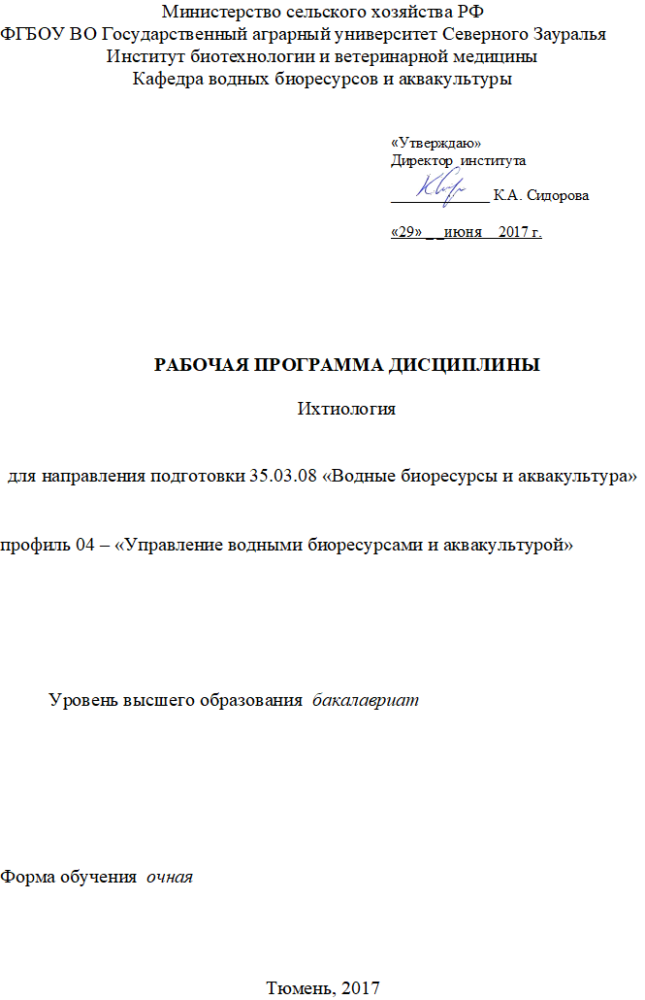 Министерство сельского хозяйства РФ
ФГБОУ ВО Государственный аграрный университет Северного Зауралья
Институт биотехнологии и ветеринарной медицины
Кафедра водных биоресурсов и аквакультуры
«Утверждаю»
Директор института
______________ К.А. Сидорова
«29» _ _июня 2017 г.
РАБОЧАЯ ПРОГРАММА ДИСЦИПЛИНЫ
Ихтиология
для направления подготовки 35.03.08 «Водные биоресурсы и аквакультура»
профиль 04 – «Управление водными биоресурсами и аквакультурой»
Уровень высшего образования бакалавриат
Форма обучения очная
Тюмень, 2017